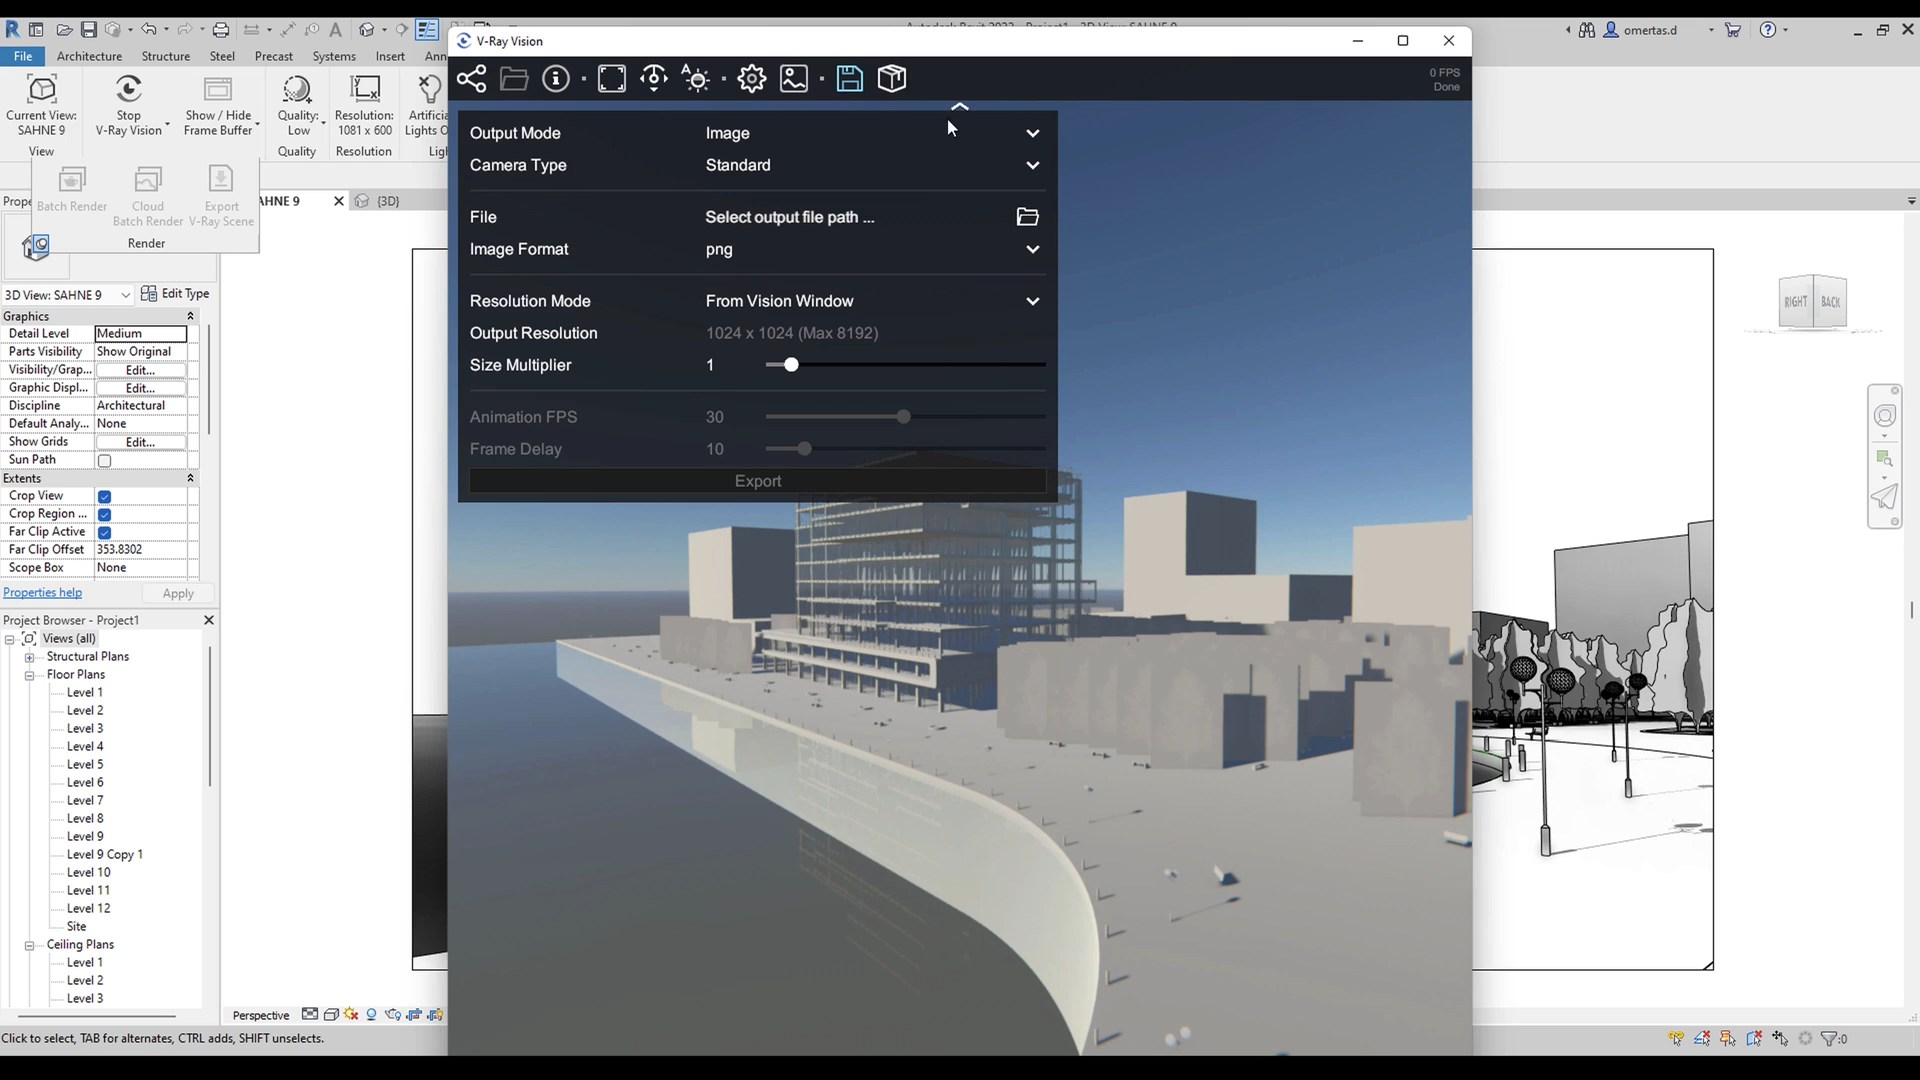 V-Ray Vision
omertas.d
File
Architecture
Structure
Steel
Precast
Systems
Insert
Ann
0 FPS
Done
Current View:
SAHNE 9
View
Stop
V-Ray Vision
Show / Hide
Frame Buffer
Quality:
Low
Quality
Resolution:
1081 x 600
Resolution
Artificia
Lights O
Ligh
Batch Render
Cloud
Batch Render
Export
V-Ray Scene
Render
Prope
AHNE 9
{3D}
Output Mode Image
Camera Type Standard
File Select output file path ...
Image Format png
Resolution Mode From Vision Window
Output Resolution 1024 x 1024 (Max 8192)
Size Multiplier 1
Animation FPS 30
Frame Delay 10
Export
3D View: SAHNE 9
Edit Type
Graphics
Detail Level Medium
Parts Visibility Show Original
Visibility/Grap... Edit...
Graphic Displ... Edit...
Discipline Architectural
Default Analy... None
Show Grids Edit...
Sun Path
Extents
Crop View
Crop Region ...
Far Clip Active
Far Clip Offset 353.8302
Scope Box None
Properties help
Apply
Project Browser - Project1
Views (all)
Structural Plans
Floor Plans
Level 1
Level 2
Level 3
Level 4
Level 5
Level 6
Level 7
Level 8
Level 9
Level 9 Copy 1
Level 10
Level 11
Level 12
Site
Ceiling Plans
Level 1
Level 2
Level 3
RIGHT
BACK
Perspective
Click to select, TAB for alternates, CTRL adds, SHIFT unselects.
:0